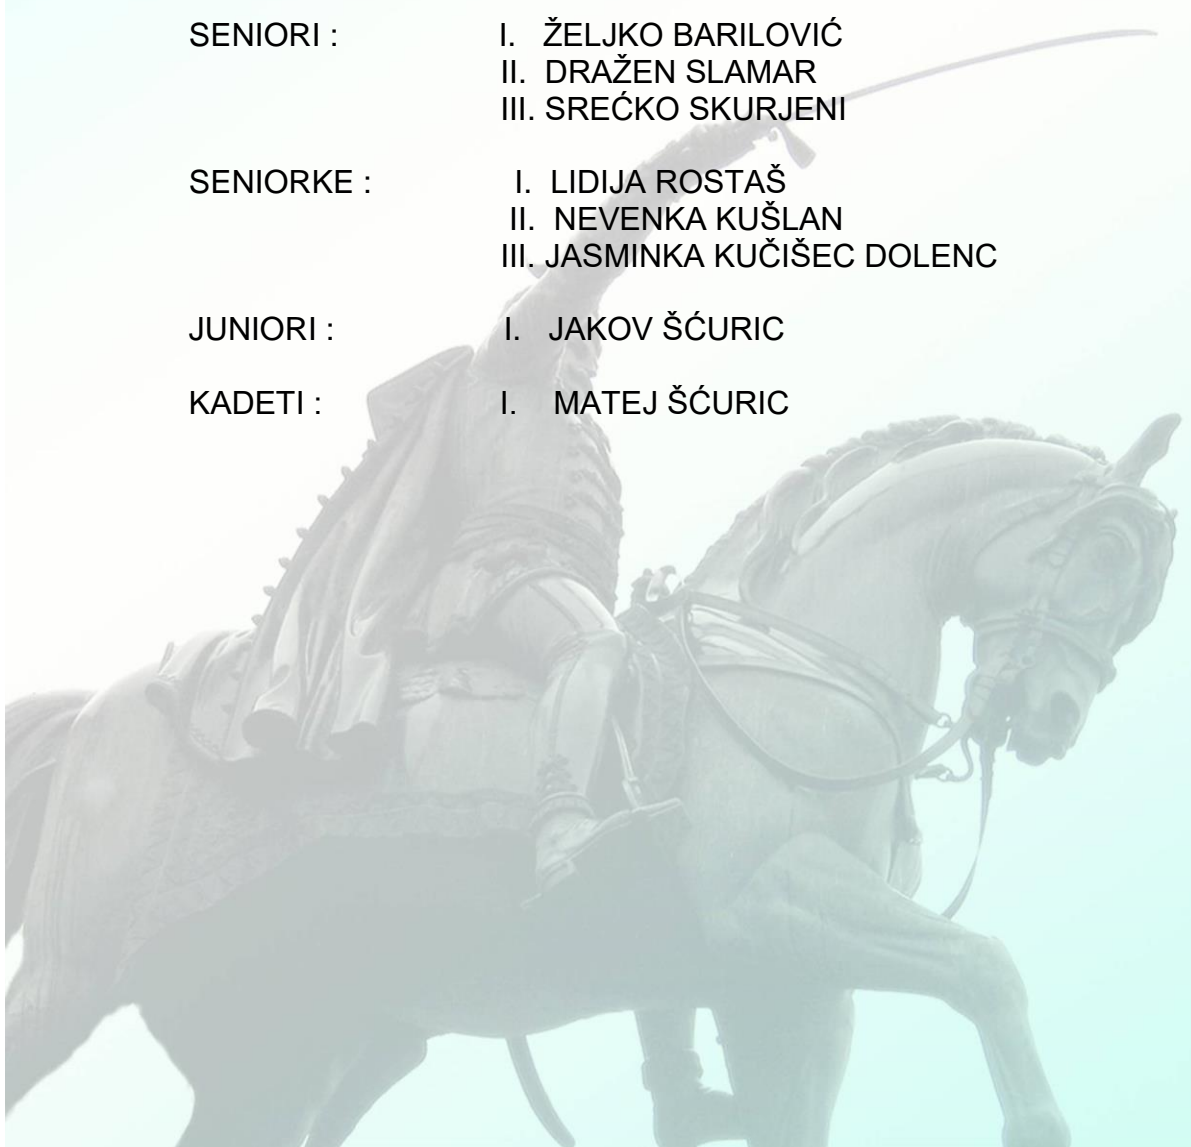 SENIORI : I. ŽELJKO BARILOVIĆ
II. DRAŽEN SLAMAR
III. SREĆKO SKURJENI
SENIORKE : I. LIDIJA ROSTAŠ
II. NEVENKA KUŠLAN
III. JASMINKA KUČIŠEC DOLENC
JUNIORI : I. JAKOV ŠĆURIC
KADETI : I. MATEJ ŠĆURIC